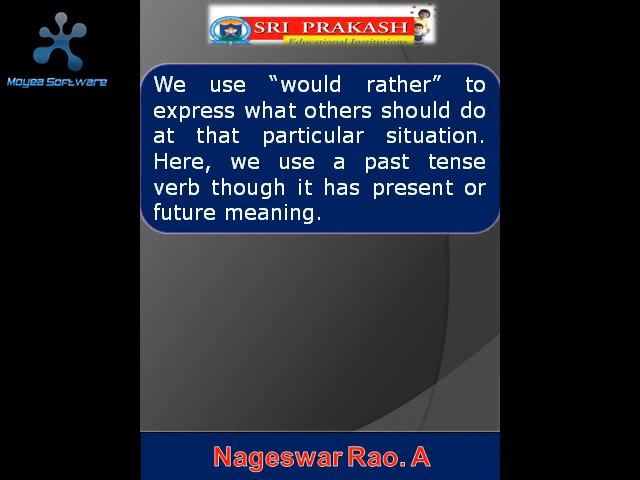 SRI PRAKASH
Educational Institutions
Moyea Software
We use “would rather” to
express what others should do
at that particular situation.
Here, we use a past tense
verb though it has present or
future meaning.
Nageswar Rao. A